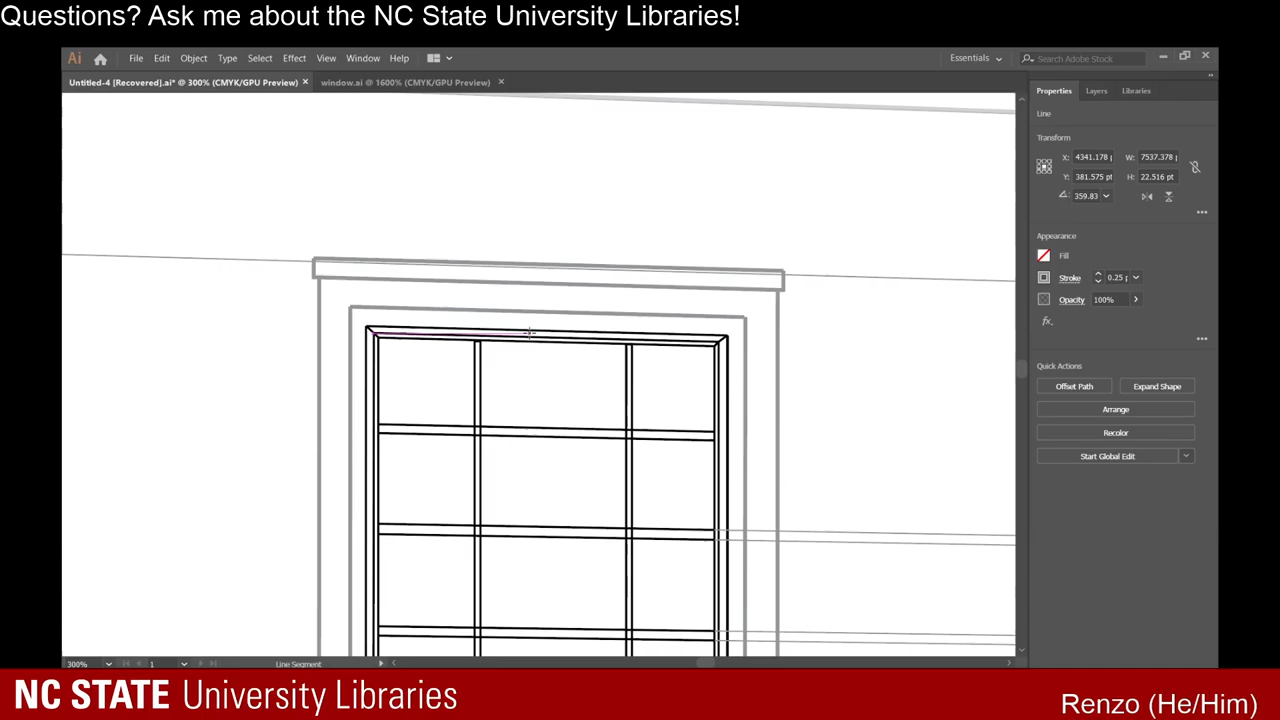 Questions? Ask me about the NC State University Libraries!
Ai File Edit Object Type Select Effect View Window Help Essentials Search Adobe Stock
Untitled-4 [Recovered].ai* @ 300% (CMYK/GPU Preview) × window.ai @ 1600% (CMYK/GPU Preview) ×
Properties Layers Libraries
Line
Transform
X: 4341.178 p W: 7537.378 p
Y: 381.575 pt H: 22.516 pt
359.83
Appearance
Fill
Stroke 0.25 p
Opacity 100%
fx.
Quick Actions
Offset Path Expand Shape
Arrange
Recolor
Start Global Edit
300% 1 Line Segment
NC STATE University Libraries
Renzo (He/Him)